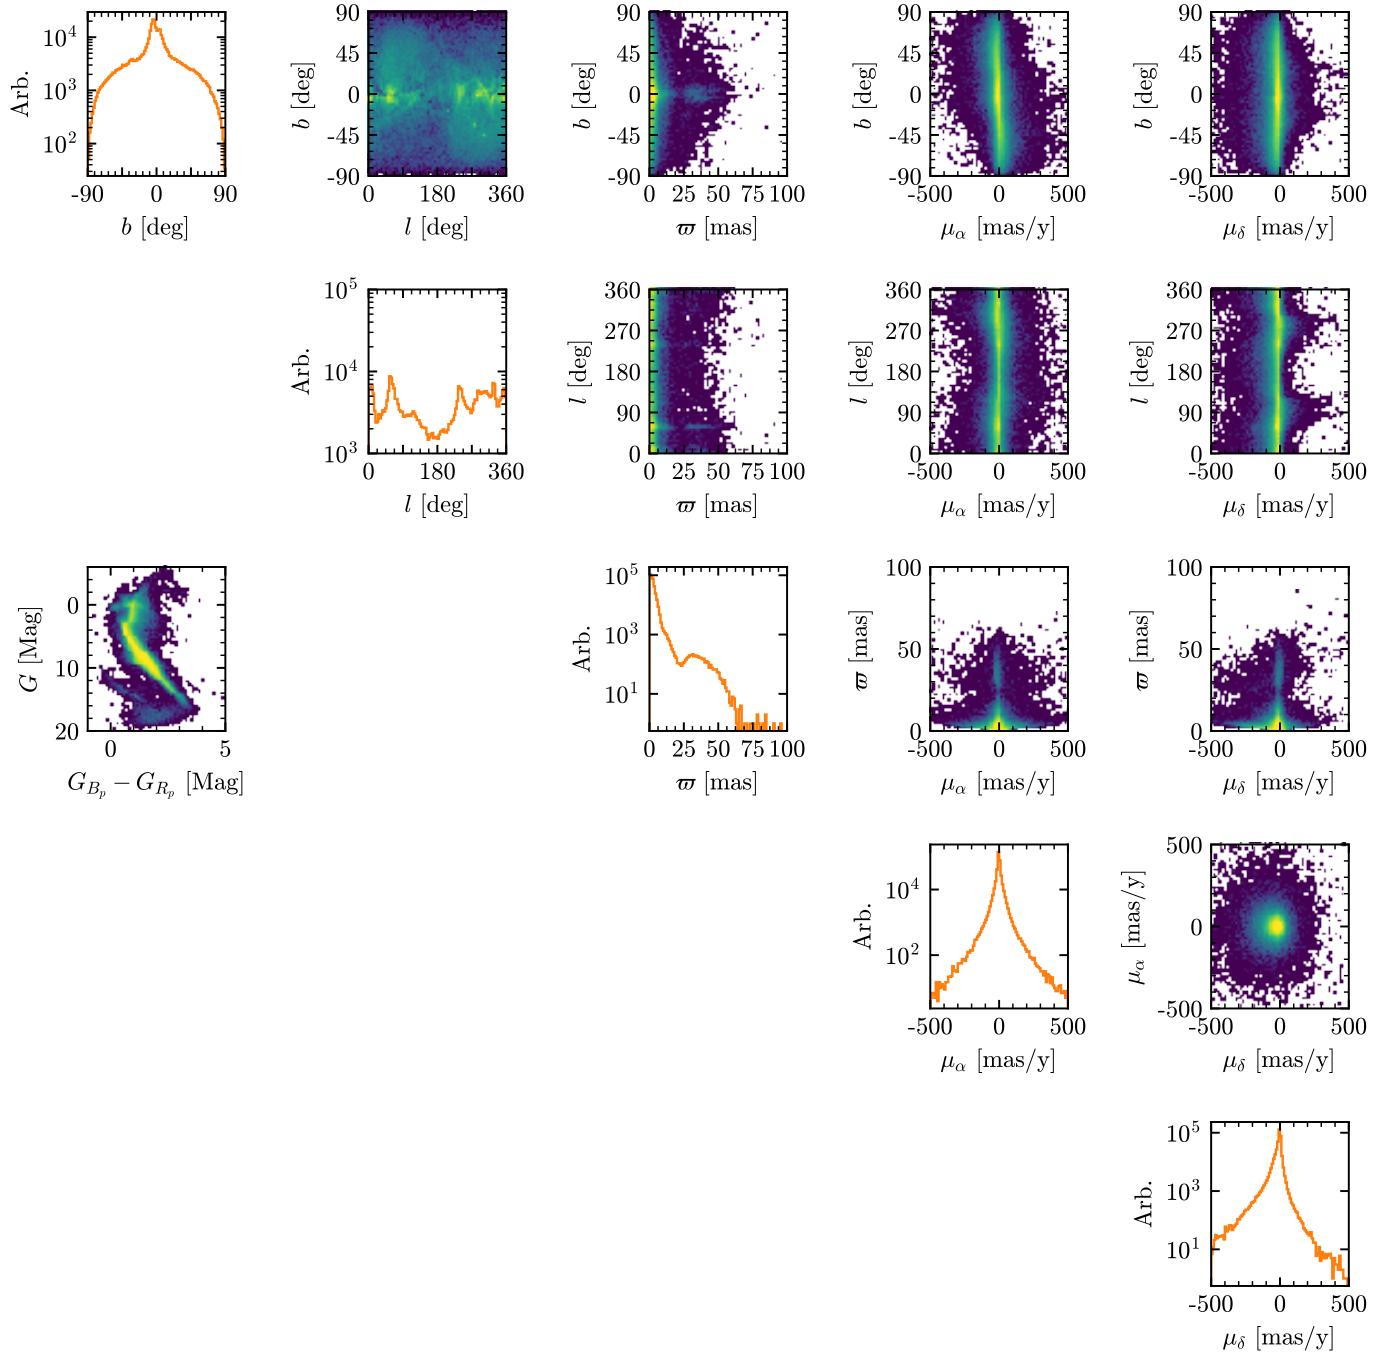 Arb. 10^4 10^3 10^2 -90 0 90 b [deg]
b [deg] 90 45 0 -45 -90 0 180 360 l [deg]
b [deg] 90 45 0 -45 -90 0 25 50 75 100 ϖ [mas]
b [deg] 90 45 0 -45 -90 -500 0 500 μ_α [mas/y]
b [deg] 90 45 0 -45 -90 -500 0 500 μ_δ [mas/y]
Arb. 10^5 10^4 10^3 0 180 360 l [deg]
l [deg] 360 270 180 90 0 0 25 50 75 100 ϖ [mas]
l [deg] 360 270 180 90 0 -500 0 500 μ_α [mas/y]
l [deg] 360 270 180 90 0 -500 0 500 μ_δ [mas/y]
G [Mag] 0 10 20 0 5 G_{B_p} − G_{R_p} [Mag]
Arb. 10^5 10^3 10^1 0 25 50 75 100 ϖ [mas]
ϖ [mas] 100 50 0 -500 0 500 μ_α [mas/y]
ϖ [mas] 100 50 0 -500 0 500 μ_δ [mas/y]
Arb. 10^4 10^2 -500 0 500 μ_α [mas/y]
μ_α [mas/y] 500 0 -500 -500 0 500 μ_δ [mas/y]
Arb. 10^5 10^3 10^1 -500 0 500 μ_δ [mas/y]